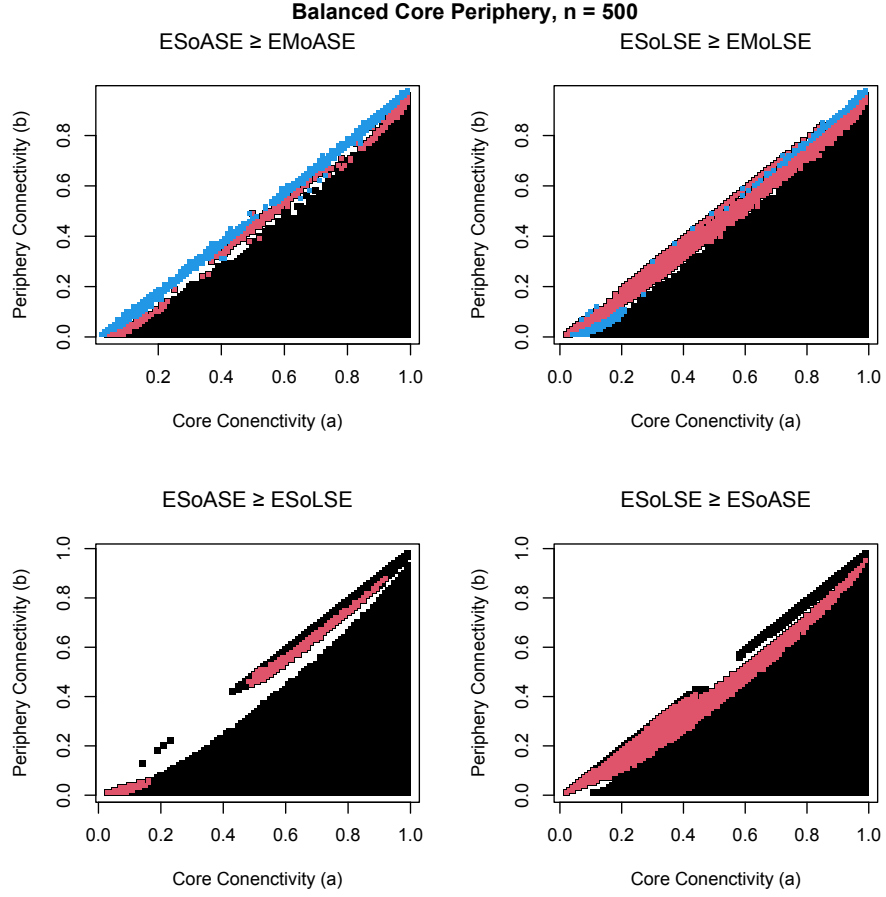 Balanced Core Periphery, n = 500
ESoASE ≥ EMoASE
Periphery Connectivity (b)
0.0 0.2 0.4 0.6 0.8
0.2 0.4 0.6 0.8 1.0
Core Conenctivity (a)
ESoLSE ≥ EMoLSE
Periphery Connectivity (b)
0.0 0.2 0.4 0.6 0.8
0.0 0.2 0.4 0.6 0.8 1.0
Core Conenctivity (a)
ESoASE ≥ ESoLSE
Periphery Connectivity (b)
0.0 0.2 0.4 0.6 0.8 1.0
0.0 0.2 0.4 0.6 0.8 1.0
Core Conenctivity (a)
ESoLSE ≥ ESoASE
Periphery Connectivity (b)
0.0 0.2 0.4 0.6 0.8 1.0
0.0 0.2 0.4 0.6 0.8 1.0
Core Conenctivity (a)